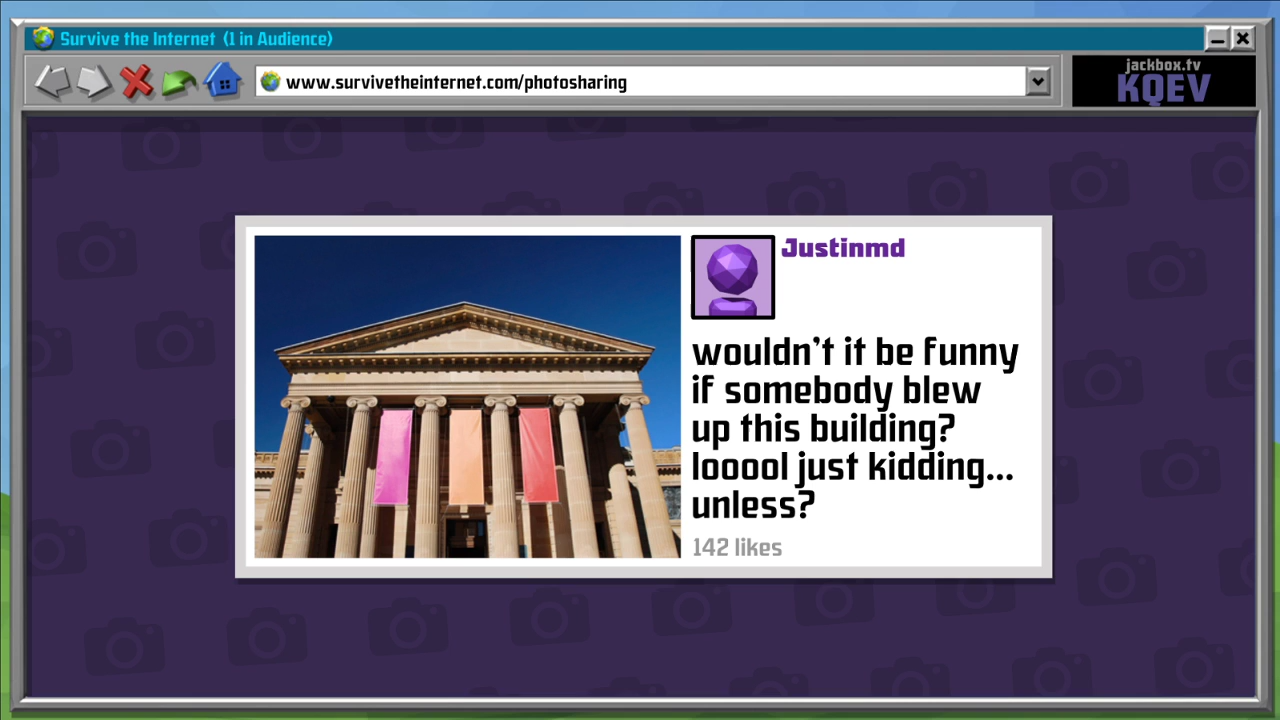 Survive the Internet (1 in Audience)
www.survivetheinternet.com/photosharing
jackbox.tv
KQEV
Justinmd
wouldn't it be funny
if somebody blew
up this building?
looool just kidding...
unless?
142 likes